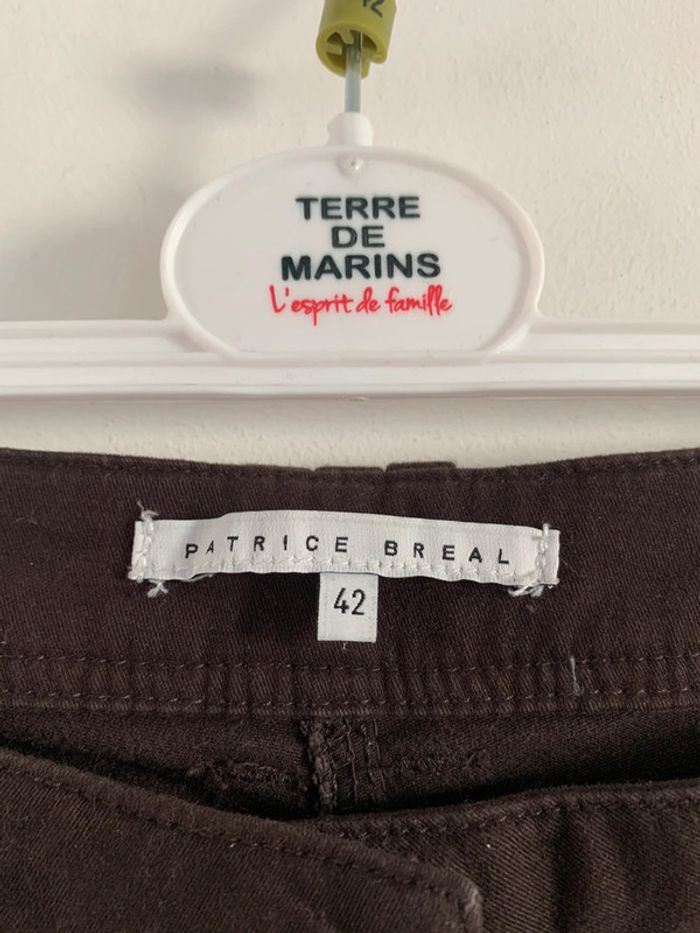 42
TERRE
DE
MARINS
L'esprit de famille
PATRICE BREAL
42